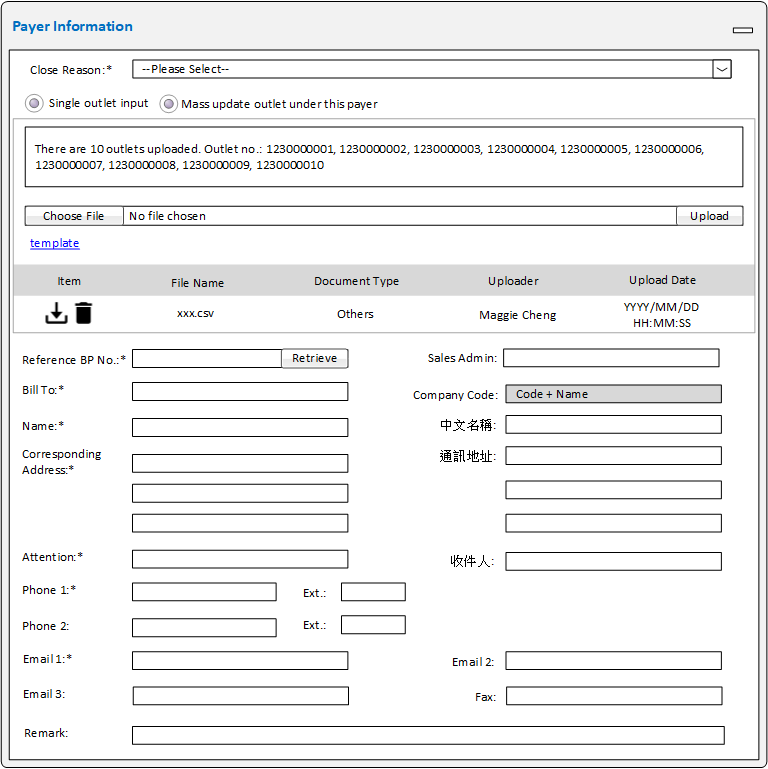 Payer Information
Close Reason:* --Please Select--
Single outlet input Mass update outlet under this payer
There are 10 outlets uploaded. Outlet no.: 1230000001, 1230000002, 1230000003, 1230000004, 1230000005, 1230000006,
1230000007, 1230000008, 1230000009, 1230000010
Choose File No file chosen Upload
template
Item File Name Document Type Uploader Upload Date
xxx.csv Others Maggie Cheng YYYY/MM/DD
HH:MM:SS
Reference BP No.:* Retrieve Sales Admin:
Bill To:* Company Code: Code + Name
Name:* 中文名稱:
Corresponding
Address:* 通訊地址:
Attention:* 收件人:
Phone 1:* Ext.:
Phone 2: Ext.:
Email 1:* Email 2:
Email 3: Fax:
Remark: